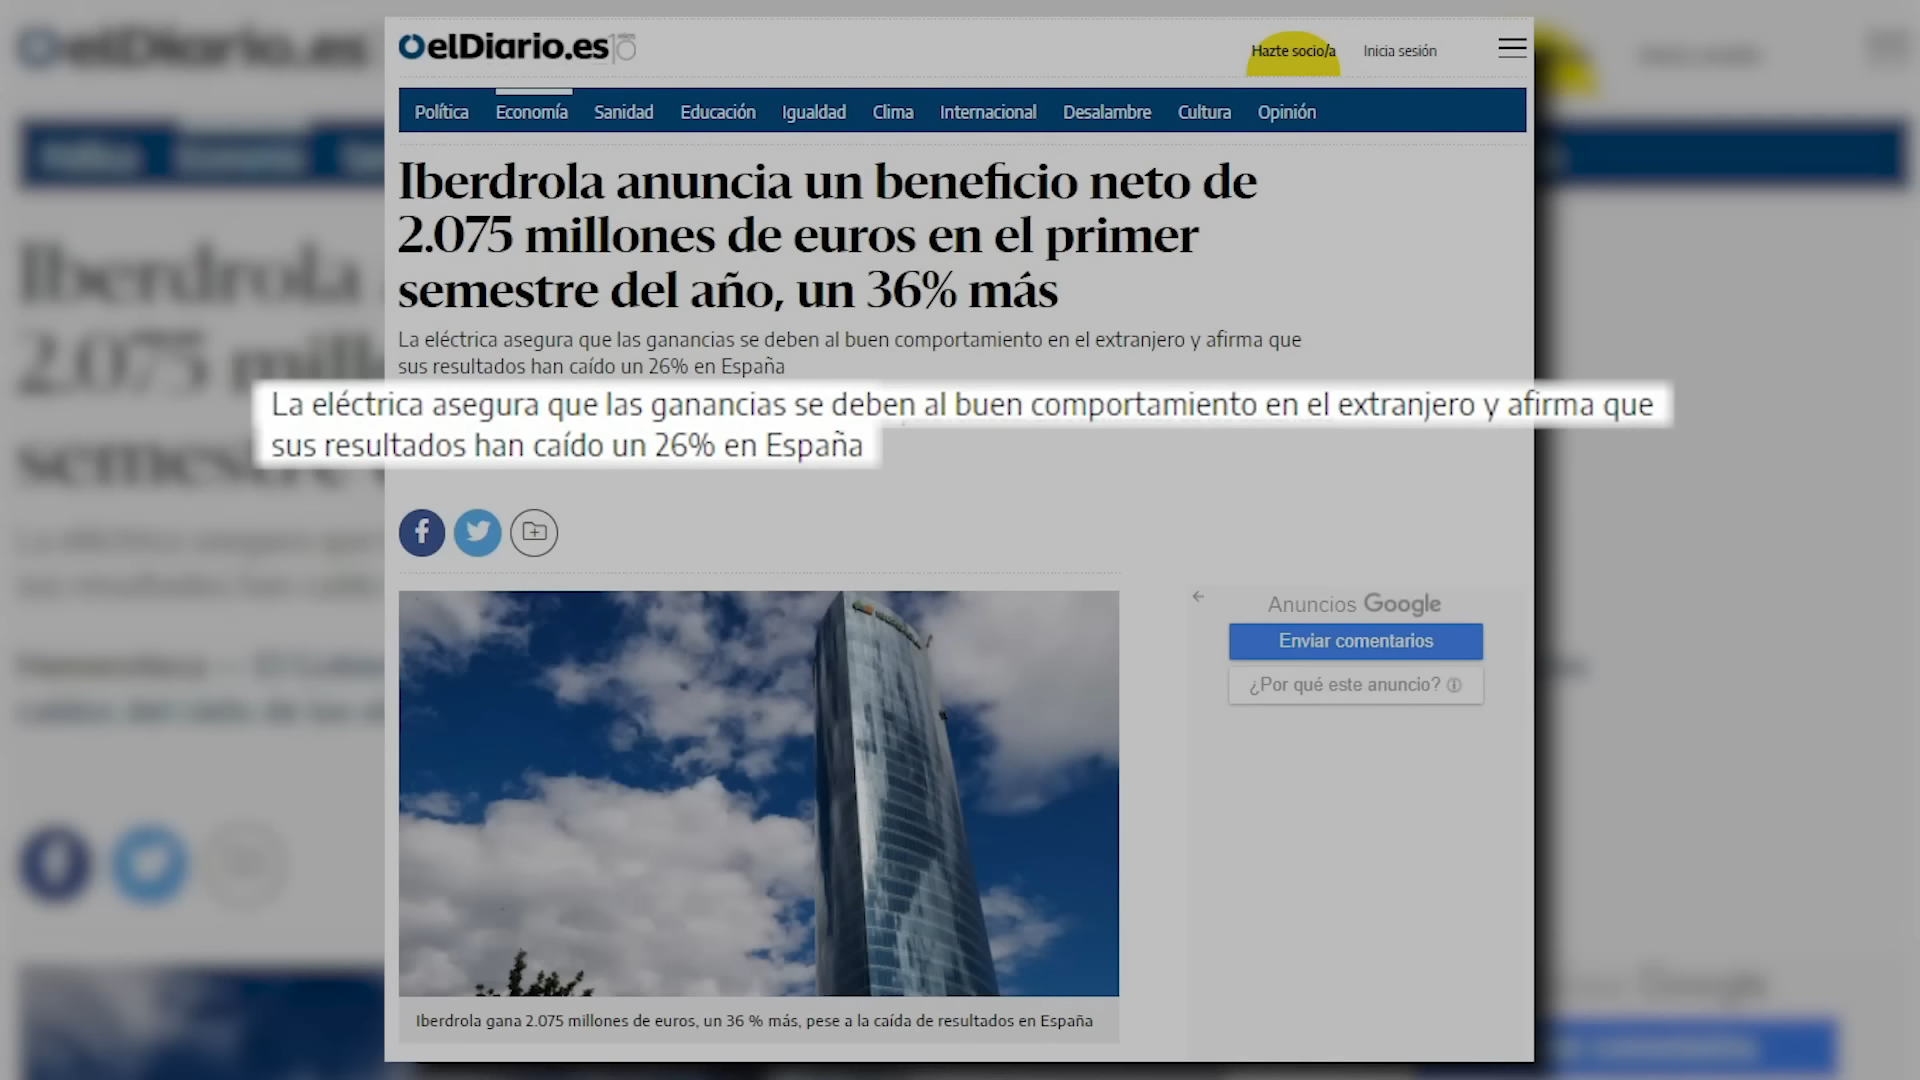 elDiario.es
Hazte socio/a
Inicia sesión
Política Economía Sanidad Educación Igualdad Clima Internacional Desalambre Cultura Opinión
Iberdrola anuncia un beneficio neto de
2.075 millones de euros en el primer
semestre del año, un 36% más
La eléctrica asegura que las ganancias se deben al buen comportamiento en el extranjero y afirma que
sus resultados han caído un 26% en España
La eléctrica asegura que las ganancias se deben al buen comportamiento en el extranjero y afirma que
sus resultados han caído un 26% en España
Anuncios Google
Enviar comentarios
¿Por qué este anuncio?
Iberdrola gana 2.075 millones de euros, un 36 % más, pese a la caída de resultados en España